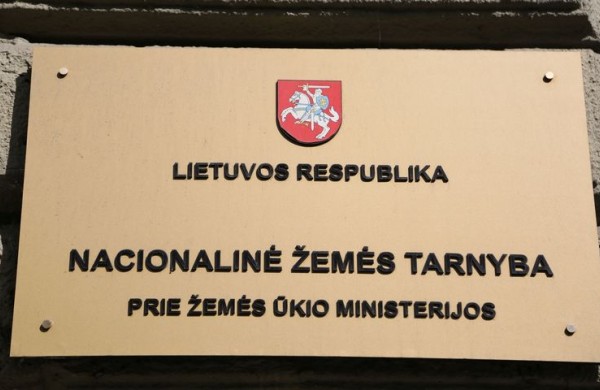 LIETUVOS RESPUBLIKA
NACIONALINĖ ŽEMĖS TARNYBA
PRIE ŽEMĖS ŪKIO MINISTERIJOS